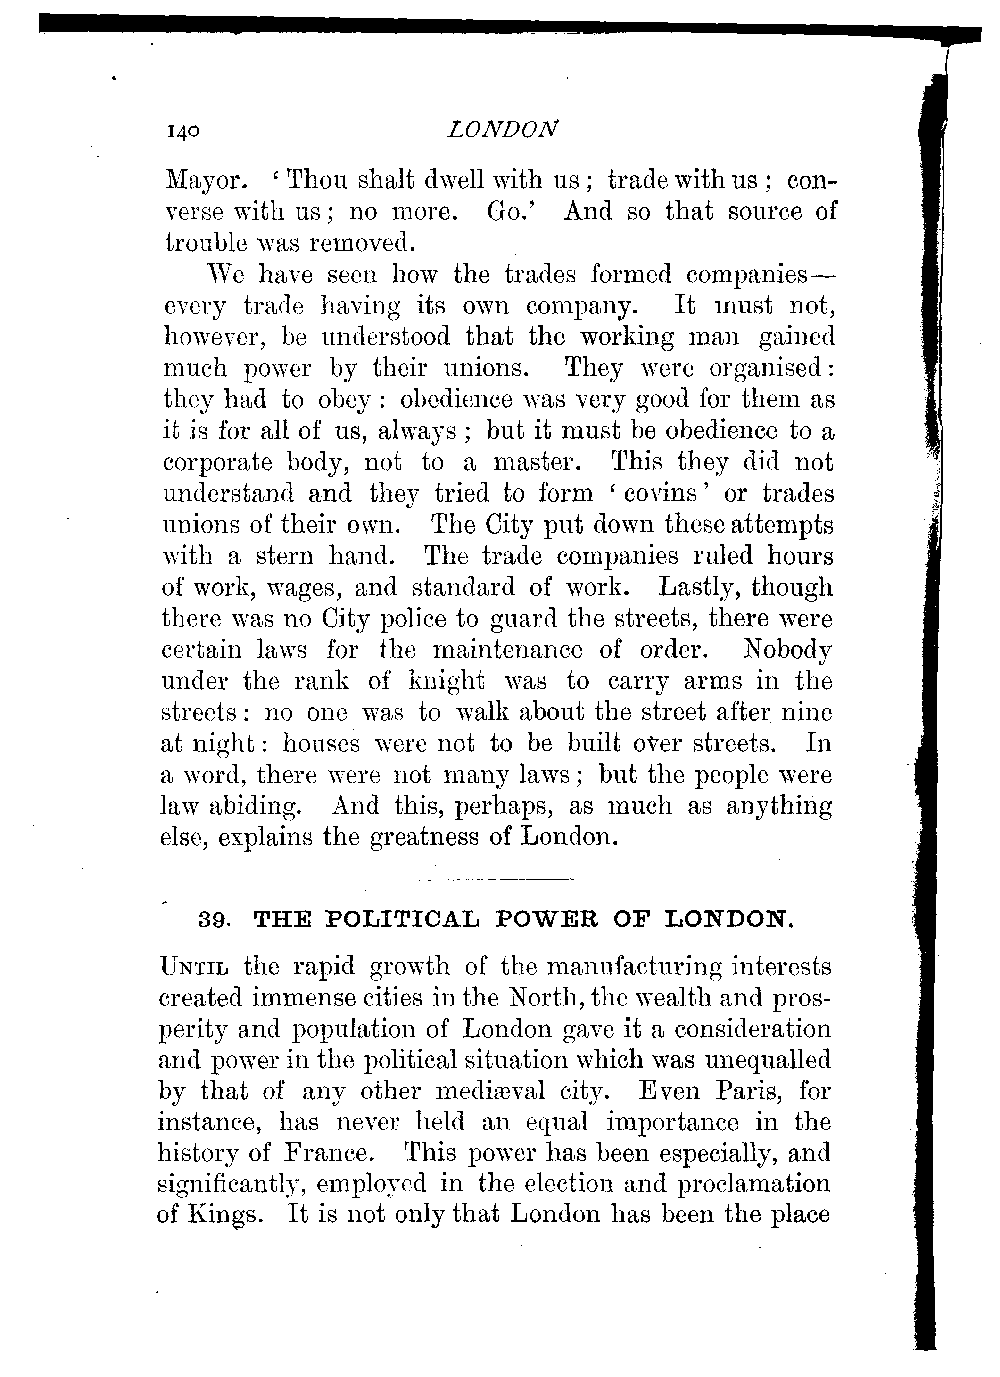 140 LONDON
Mayor. ‘Thou shalt dwell with us; trade with us; con-
verse with us; no more. Go.’ And so that source of
trouble was removed.
We have seen how the trades formed companies—
every trade having its own company. It must not,
however, be understood that the working man gained
much power by their unions. They were organised:
they had to obey: obedience was very good for them as
it is for all of us, always; but it must be obedience to a
corporate body, not to a master. This they did not
understand and they tried to form ‘covins’ or trades
unions of their own. The City put down these attempts
with a stern hand. The trade companies ruled hours
of work, wages, and standard of work. Lastly, though
there was no City police to guard the streets, there were
certain laws for the maintenance of order. Nobody
under the rank of knight was to carry arms in the
streets: no one was to walk about the street after nine
at night: houses were not to be built over streets. In
a word, there were not many laws; but the people were
law abiding. And this, perhaps, as much as anything
else, explains the greatness of London.
39. THE POLITICAL POWER OF LONDON.
UNTIL the rapid growth of the manufacturing interests
created immense cities in the North, the wealth and pros-
perity and population of London gave it a consideration
and power in the political situation which was unequalled
by that of any other mediæval city. Even Paris, for
instance, has never held an equal importance in the
history of France. This power has been especially, and
significantly, employed in the election and proclamation
of Kings. It is not only that London has been the place